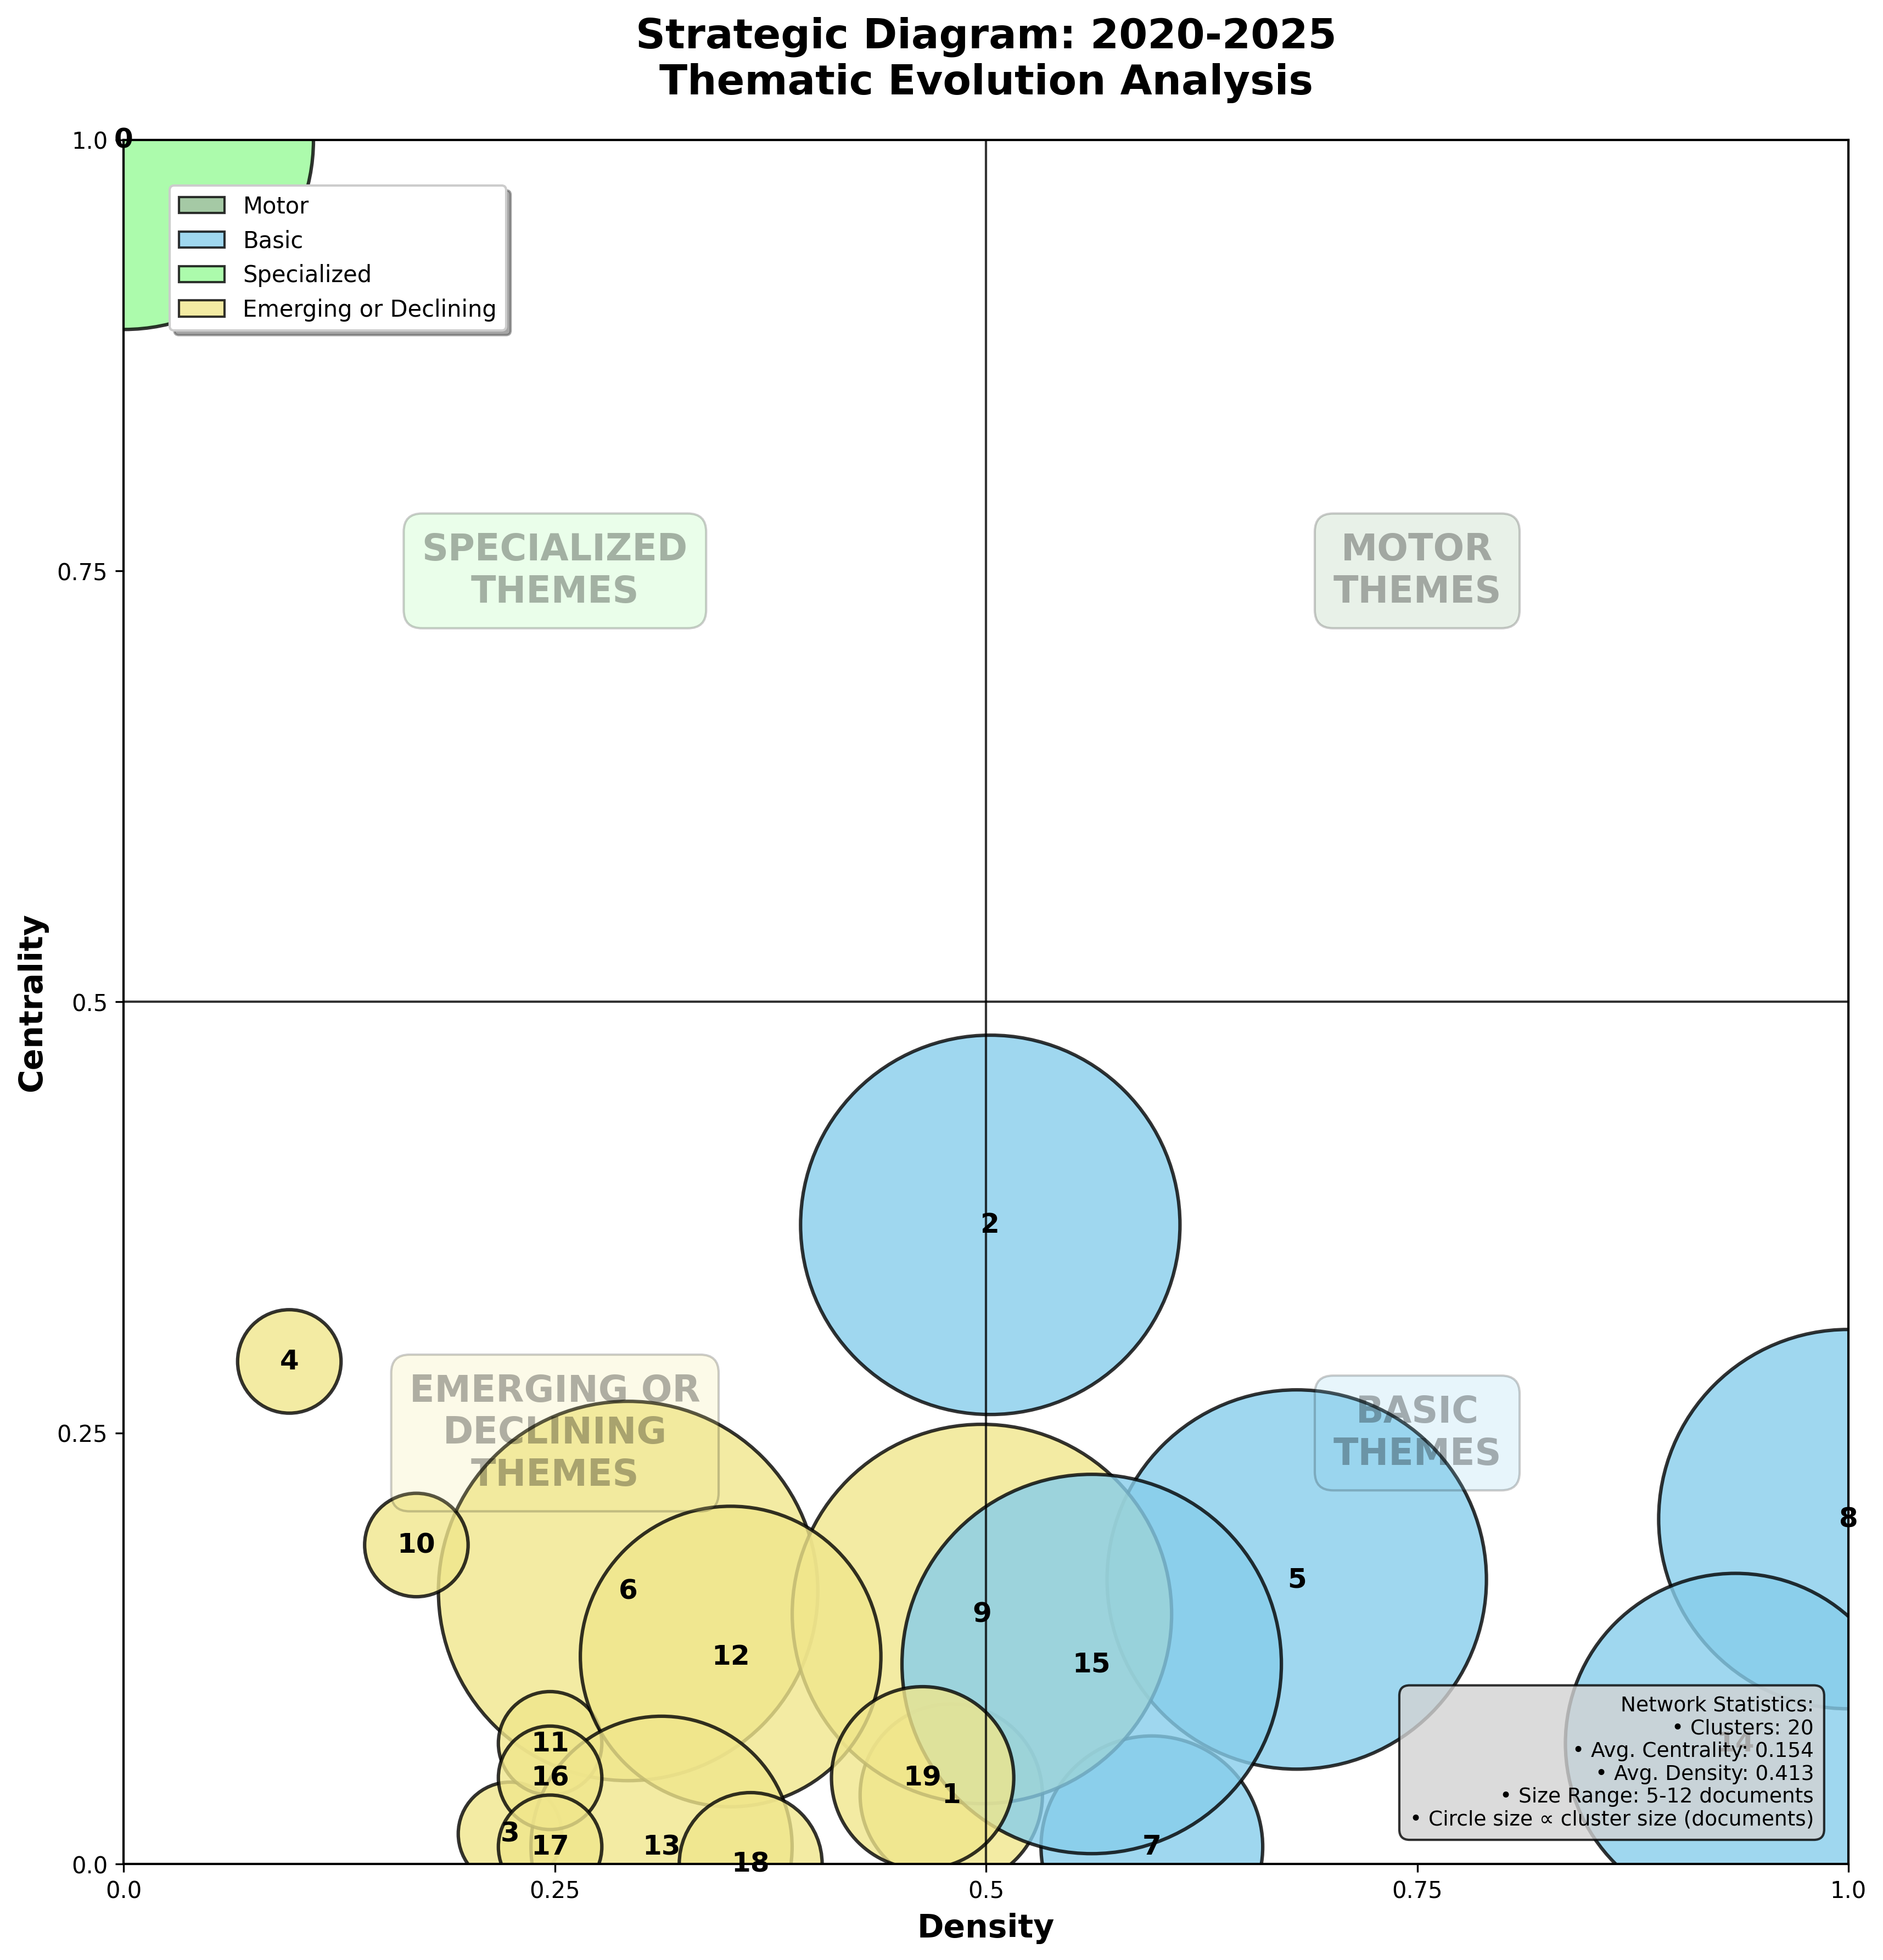 Strategic Diagram: 2020-2025
Thematic Evolution Analysis
1.0
0
Motor
Basic
Specialized
Emerging or Declining
SPECIALIZED
THEMES
MOTOR
THEMES
0.75
Centrality
0.5
2
4
EMERGING OR
DECLINING
THEMES
BASIC
THEMES
0.25
8
10
6
5
9
12
15
11
16
19
1
3
17
13
18
7
14
Network Statistics:
• Clusters: 20
• Avg. Centrality: 0.154
• Avg. Density: 0.413
• Size Range: 5-12 documents
• Circle size ∝ cluster size (documents)
0.0
0.0
0.25
0.5
0.75
1.0
Density